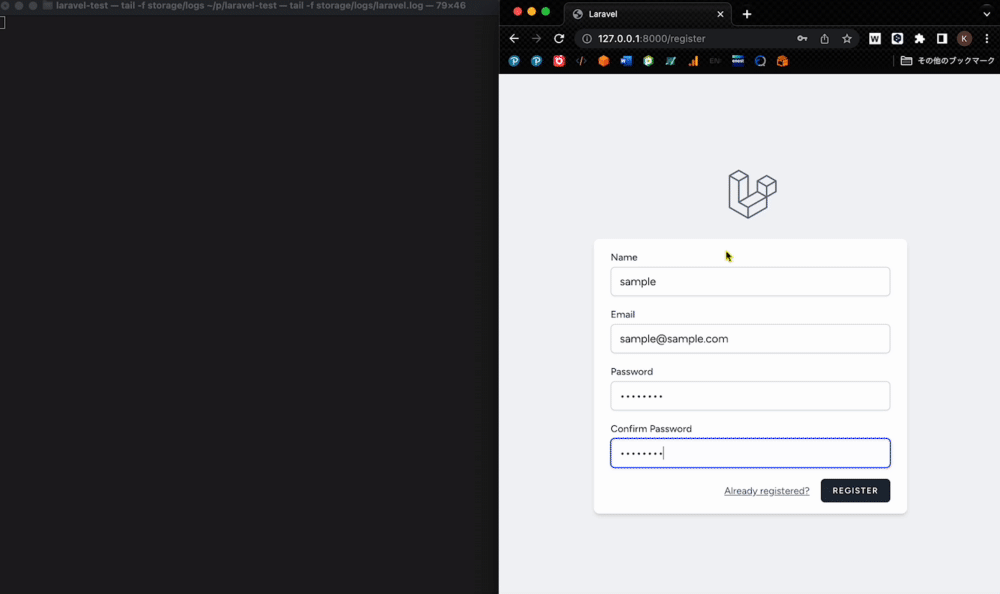 laravel-test — tail -f storage/logs ~/p/laravel-test — tail -f storage/logs/laravel.log — 79×46
Laravel
127.0.0.1:8000/register
W
K
その他のブックマーク
Name
sample
Email
sample@sample.com
Password
••••••••
Confirm Password
••••••••
Already registered?
REGISTER